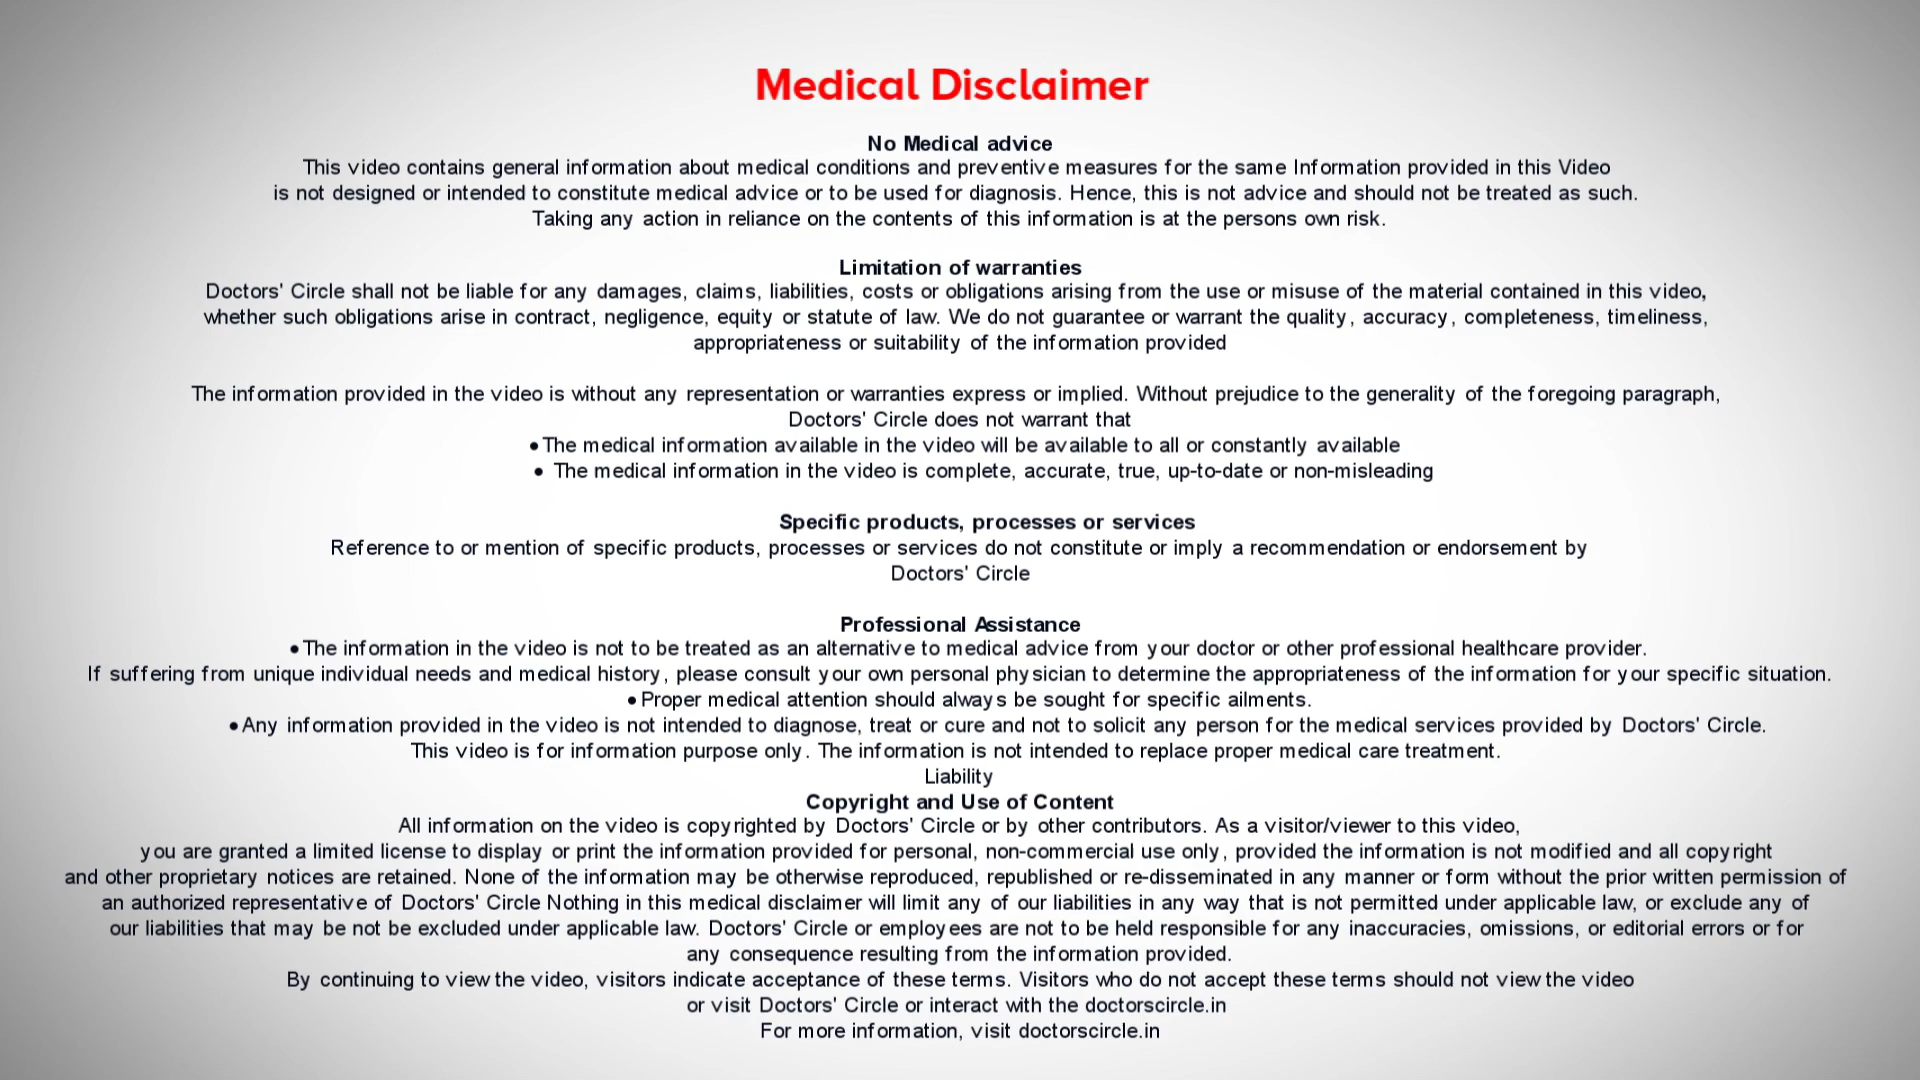 Medical Disclaimer
No Medical advice
This video contains general information about medical conditions and preventive measures for the same Information provided in this Video
is not designed or intended to constitute medical advice or to be used for diagnosis. Hence, this is not advice and should not be treated as such.
Taking any action in reliance on the contents of this information is at the persons own risk.
Limitation of warranties
Doctors' Circle shall not be liable for any damages, claims, liabilities, costs or obligations arising from the use or misuse of the material contained in this video,
whether such obligations arise in contract, negligence, equity or statute of law. We do not guarantee or warrant the quality, accuracy, completeness, timeliness,
appropriateness or suitability of the information provided
The information provided in the video is without any representation or warranties express or implied. Without prejudice to the generality of the foregoing paragraph,
Doctors' Circle does not warrant that
• The medical information available in the video will be available to all or constantly available
• The medical information in the video is complete, accurate, true, up-to-date or non-misleading
Specific products, processes or services
Reference to or mention of specific products, processes or services do not constitute or imply a recommendation or endorsement by
Doctors' Circle
Professional Assistance
• The information in the video is not to be treated as an alternative to medical advice from your doctor or other professional healthcare provider.
If suffering from unique individual needs and medical history, please consult your own personal physician to determine the appropriateness of the information for your specific situation.
• Proper medical attention should always be sought for specific ailments.
• Any information provided in the video is not intended to diagnose, treat or cure and not to solicit any person for the medical services provided by Doctors' Circle.
This video is for information purpose only. The information is not intended to replace proper medical care treatment.
Liability
Copyright and Use of Content
All information on the video is copyrighted by Doctors' Circle or by other contributors. As a visitor/viewer to this video,
you are granted a limited license to display or print the information provided for personal, non-commercial use only, provided the information is not modified and all copyright
and other proprietary notices are retained. None of the information may be otherwise reproduced, republished or re-disseminated in any manner or form without the prior written permission of
an authorized representative of Doctors' Circle Nothing in this medical disclaimer will limit any of our liabilities in any way that is not permitted under applicable law, or exclude any of
our liabilities that may be not be excluded under applicable law. Doctors' Circle or employees are not to be held responsible for any inaccuracies, omissions, or editorial errors or for
any consequence resulting from the information provided.
By continuing to view the video, visitors indicate acceptance of these terms. Visitors who do not accept these terms should not view the video
or visit Doctors' Circle or interact with the doctorscircle.in
For more information, visit doctorscircle.in